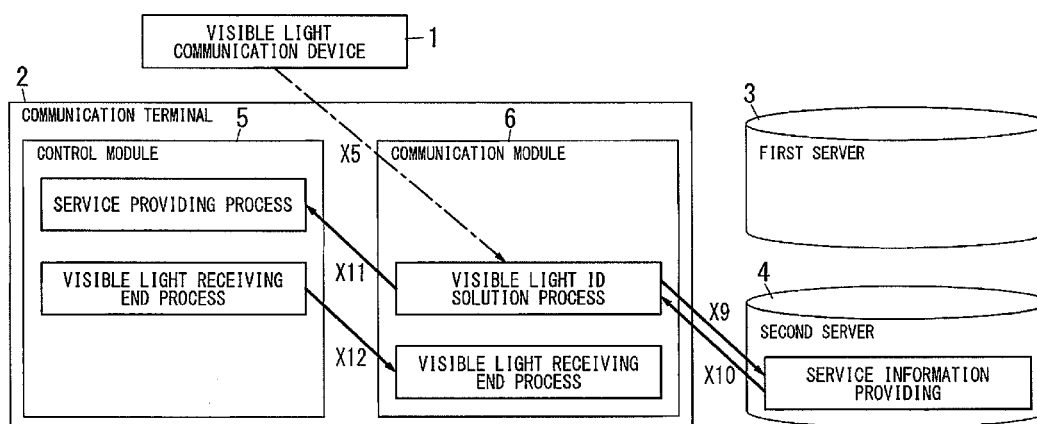 VISIBLE LIGHT
COMMUNICATION DEVICE
1
2
COMMUNICATION TERMINAL
5
CONTROL MODULE
SERVICE PROVIDING PROCESS
VISIBLE LIGHT RECEIVING
END PROCESS
6
COMMUNICATION MODULE
X5
X11
VISIBLE LIGHT ID
SOLUTION PROCESS
X12
VISIBLE LIGHT RECEIVING
END PROCESS
3
FIRST SERVER
4
SECOND SERVER
X9
X10
SERVICE INFORMATION
PROVIDING